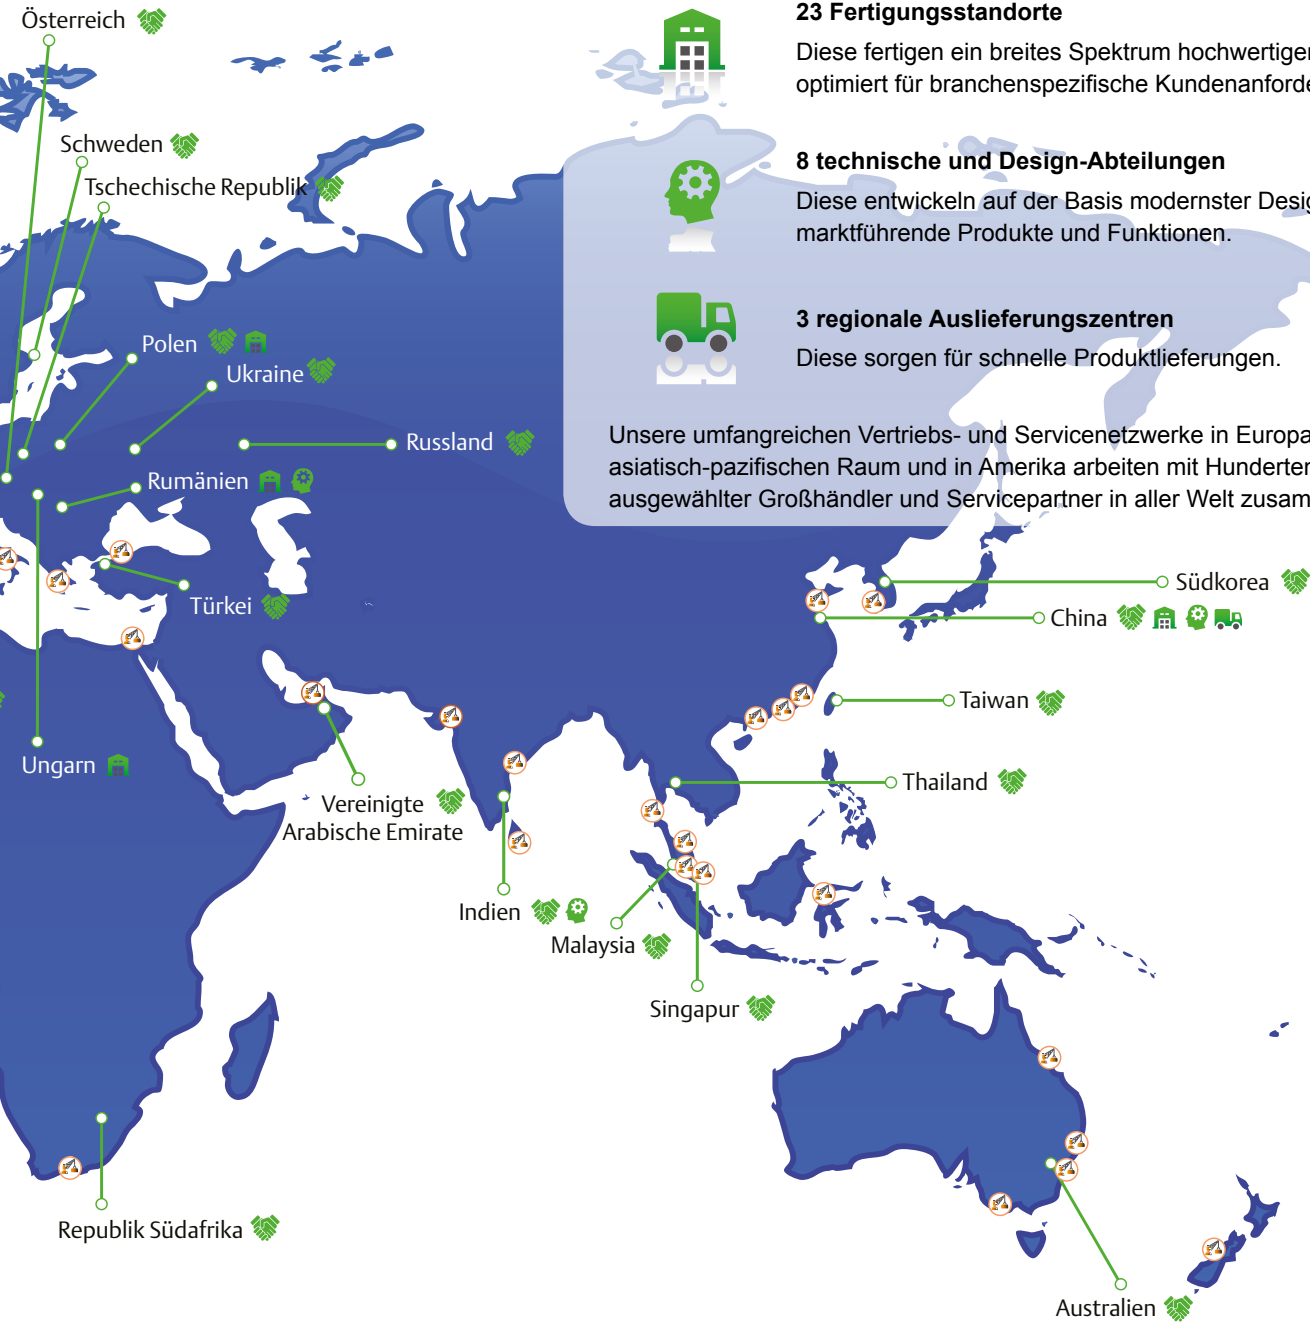 Österreich
Schweden
Tschechische Republik
Polen
Ukraine
Russland
Rumänien
Türkei
Ungarn
Vereinigte
Arabische Emirate
Indien
Malaysia
Singapur
Republik Südafrika
23 Fertigungsstandorte
Diese fertigen ein breites Spektrum hochwertiger
optimiert für branchenspezifische Kundenanforde
8 technische und Design-Abteilungen
Diese entwickeln auf der Basis modernster Desig
marktführende Produkte und Funktionen.
3 regionale Auslieferungszentren
Diese sorgen für schnelle Produktlieferungen.
Unsere umfangreichen Vertriebs- und Servicenetzwerke in Europa
asiatisch-pazifischen Raum und in Amerika arbeiten mit Hunderten
ausgewählter Großhändler und Servicepartner in aller Welt zusam
Südkorea
China
Taiwan
Thailand
Australien